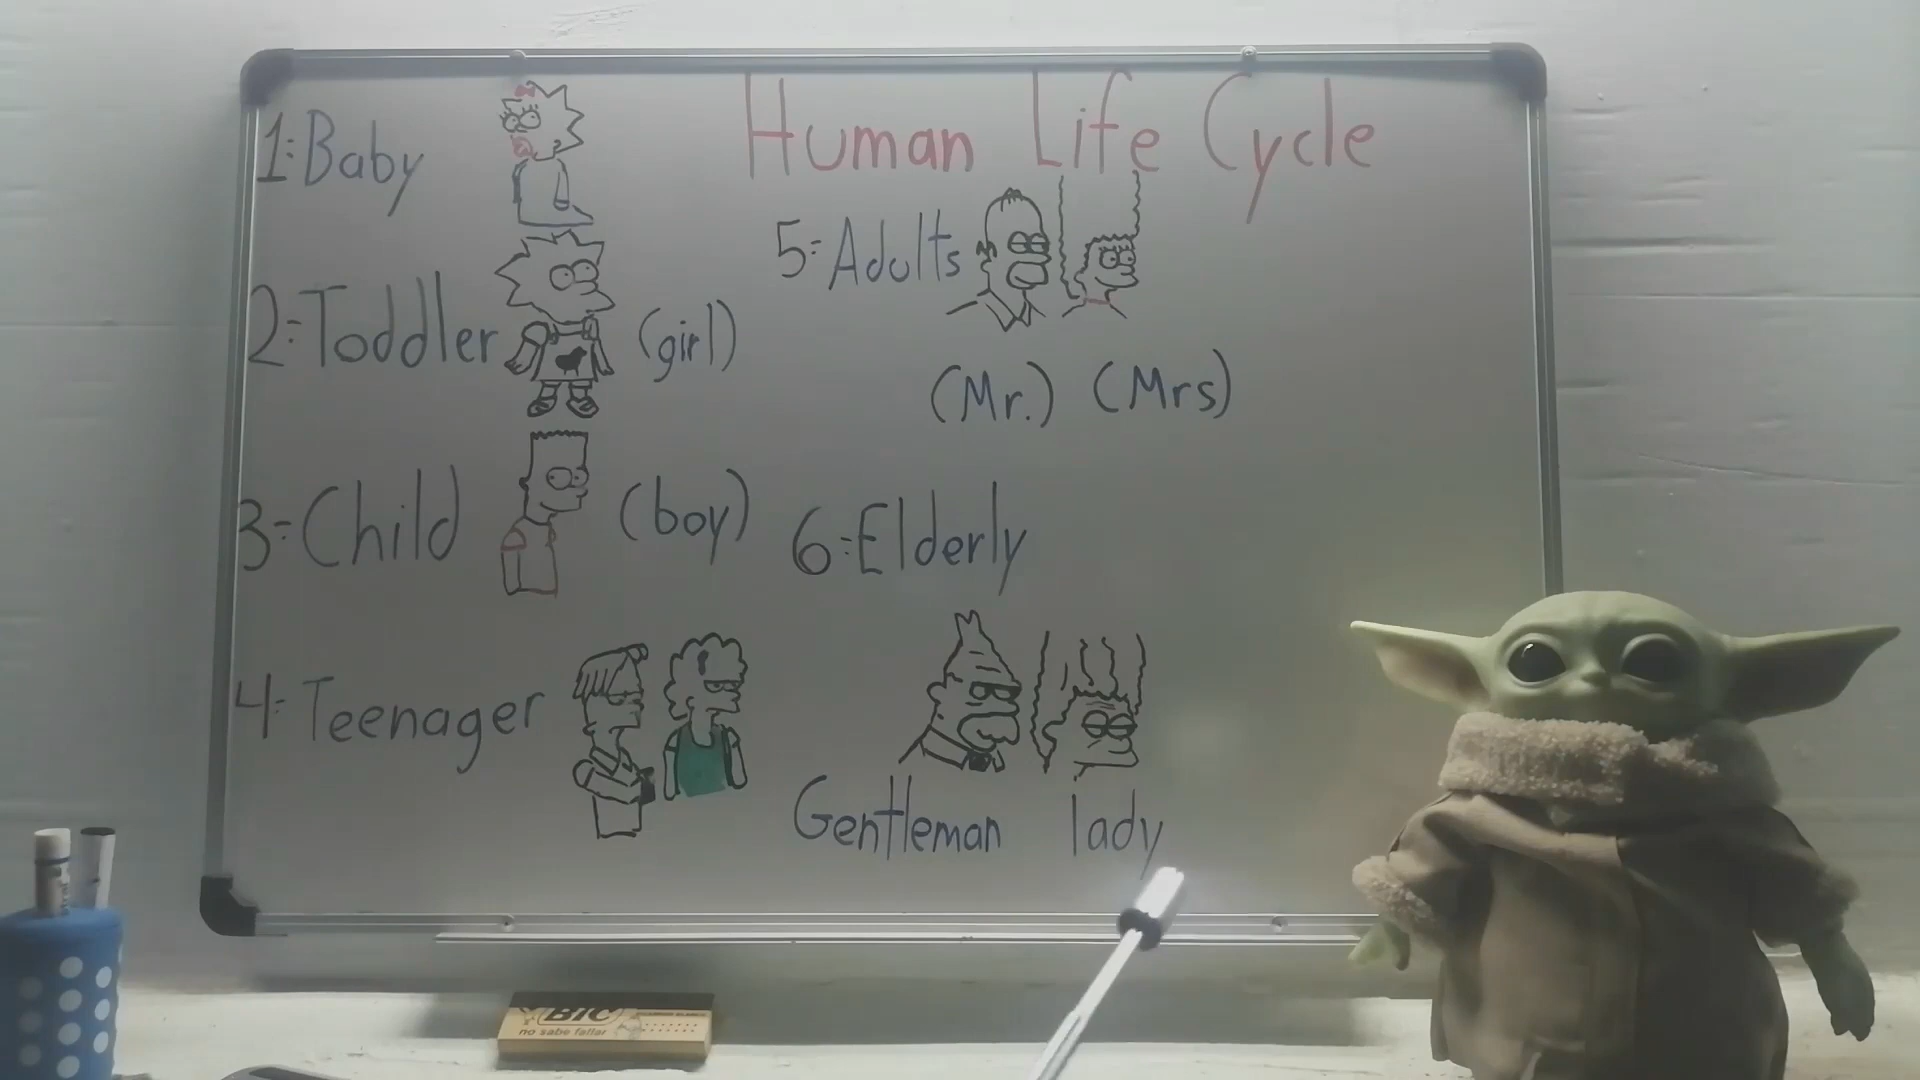 Human Life Cycle
1: Baby
2: Toddler (girl)
3: Child (boy)
4: Teenager
5: Adults
(Mr.) (Mrs)
6: Elderly
Gentleman lady
BIC
no sabe fallar